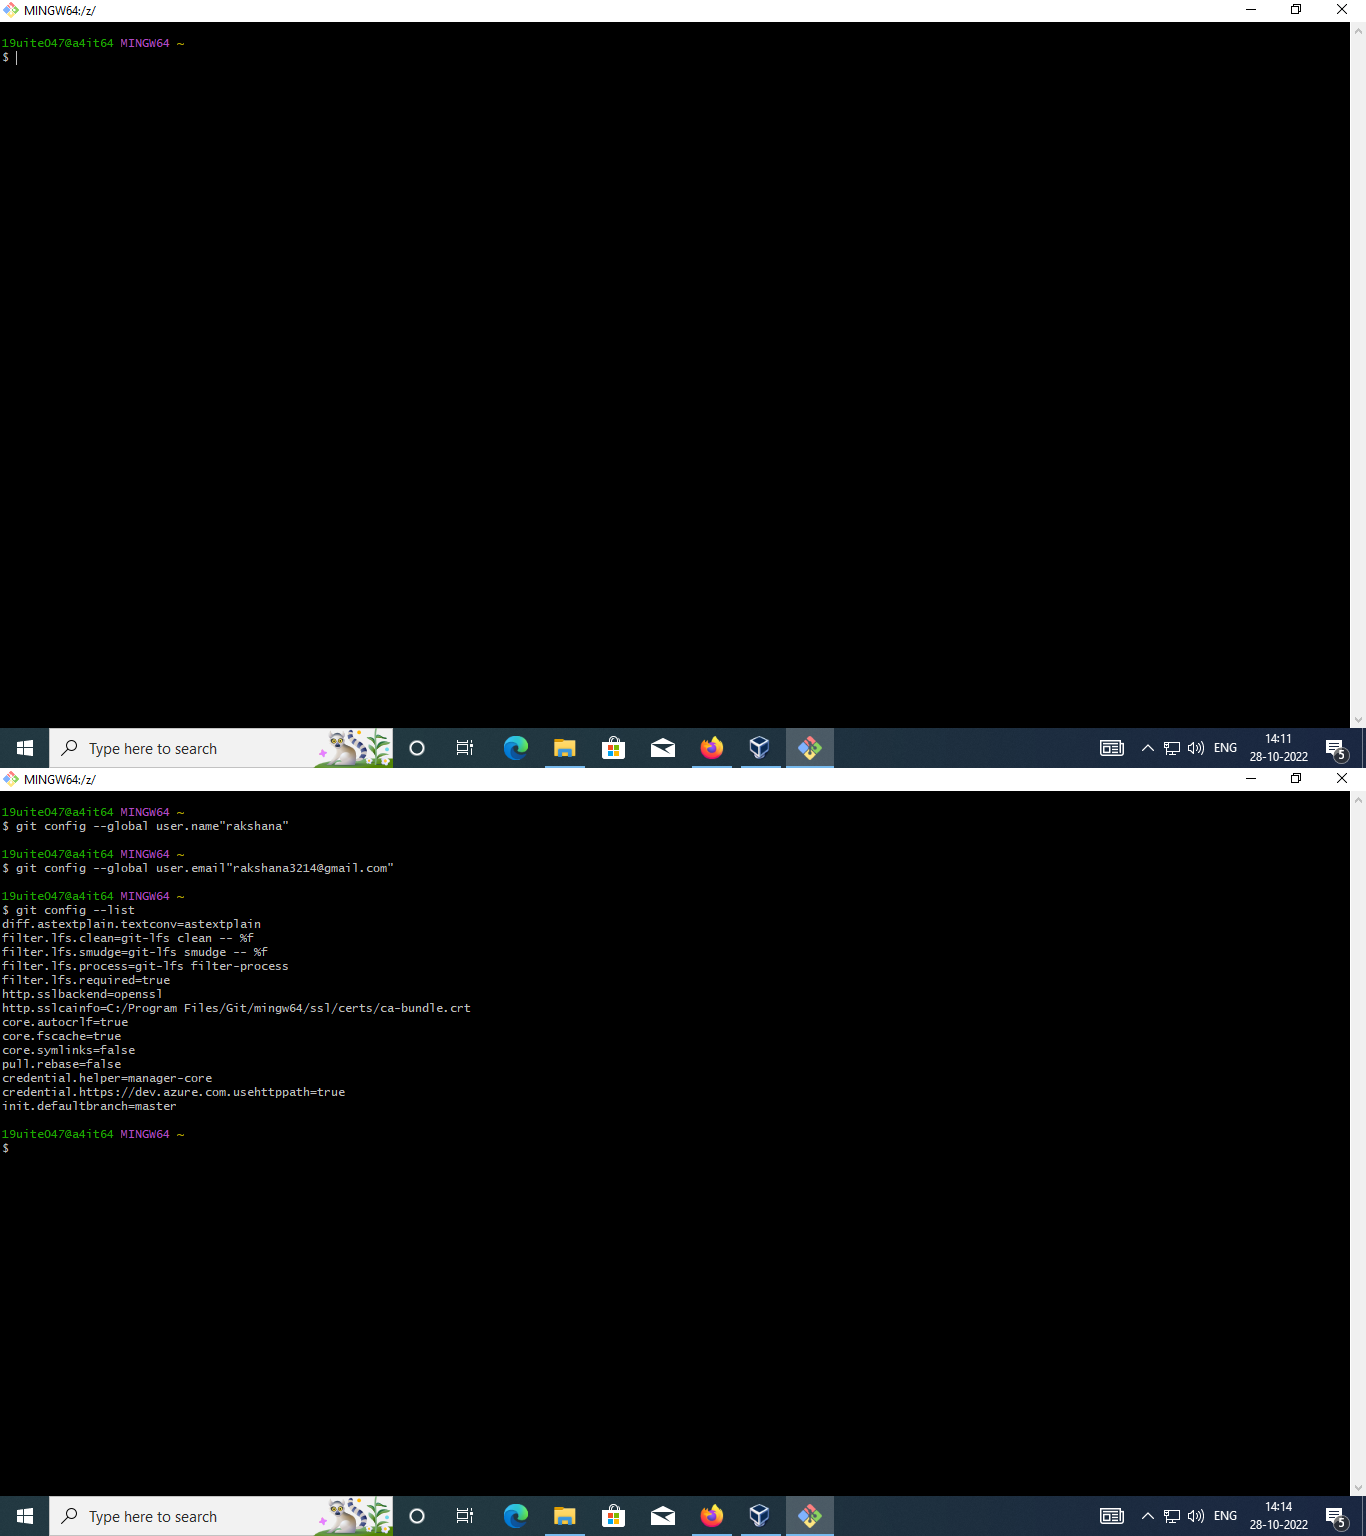 MINGW64:/z/
19uite047@a4it64 MINGW64 ~
$
Type here to search
ENG
14:11
28-10-2022
5
MINGW64:/z/
19uite047@a4it64 MINGW64 ~
$ git config --global user.name"rakshana"
19uite047@a4it64 MINGW64 ~
$ git config --global user.email"rakshana3214@gmail.com"
19uite047@a4it64 MINGW64 ~
$ git config --list
diff.astextplain.textconv=astextplain
filter.lfs.clean=git-lfs clean -- %f
filter.lfs.smudge=git-lfs smudge -- %f
filter.lfs.process=git-lfs filter-process
filter.lfs.required=true
http.sslbackend=openssl
http.sslcainfo=C:/Program Files/Git/mingw64/ssl/certs/ca-bundle.crt
core.autocrlf=true
core.fscache=true
core.symlinks=false
pull.rebase=false
credential.helper=manager-core
credential.https://dev.azure.com.usehttppath=true
init.defaultbranch=master
19uite047@a4it64 MINGW64 ~
$
Type here to search
ENG
14:14
28-10-2022
5